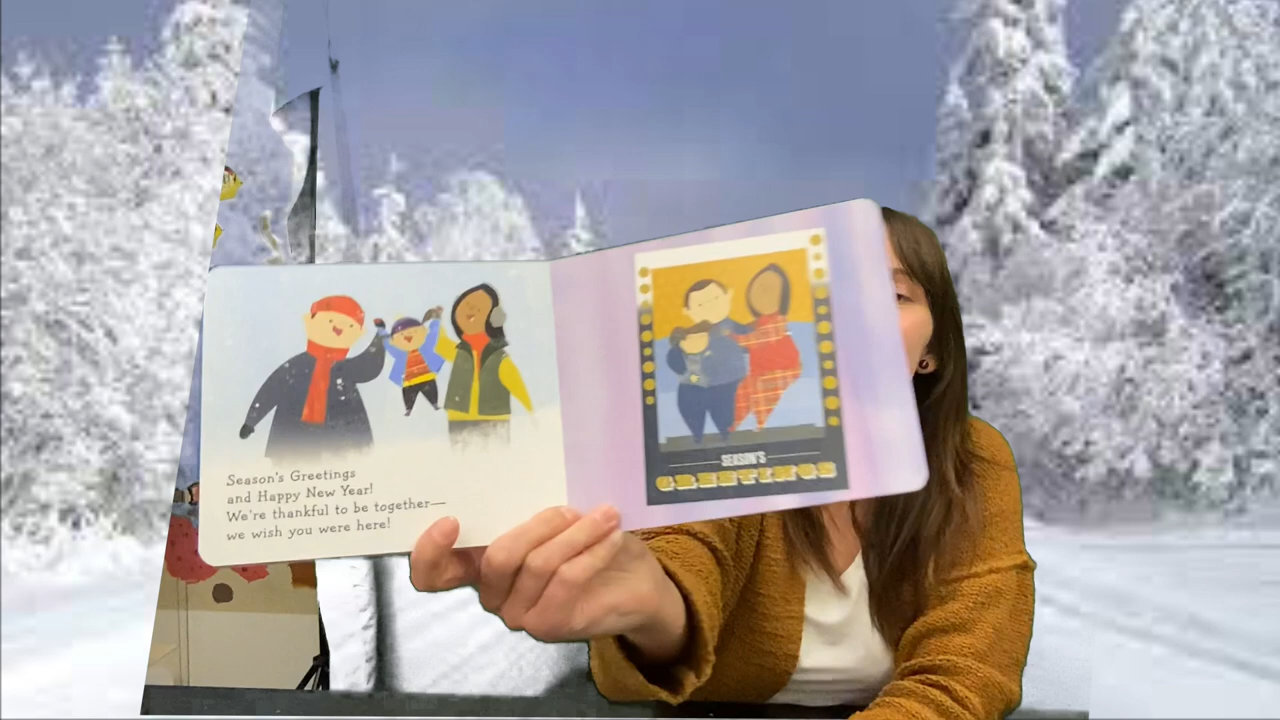 Season's Greetings
and Happy New Year!
We're thankful to be together—
we wish you were here!
SEASON'S
GREETINGS